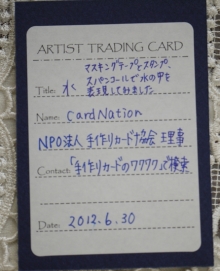 ARTIST TRADING CARD
マスキングテープとスタンプ、
スパンコールで水の中を
Title: 水 表現してみました
Name: CardNation
NPO法人 手作りカード協会 理事
Contact: 「手作りカードのワクワク」で検索
Date: 2012.6.30